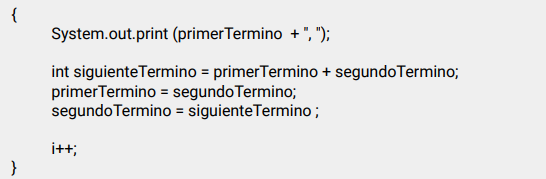 {
System.out.print (primerTermino + ", ");
int siguienteTermino = primerTermino + segundoTermino;
primerTermino = segundoTermino;
segundoTermino = siguienteTermino ;
i++;
}